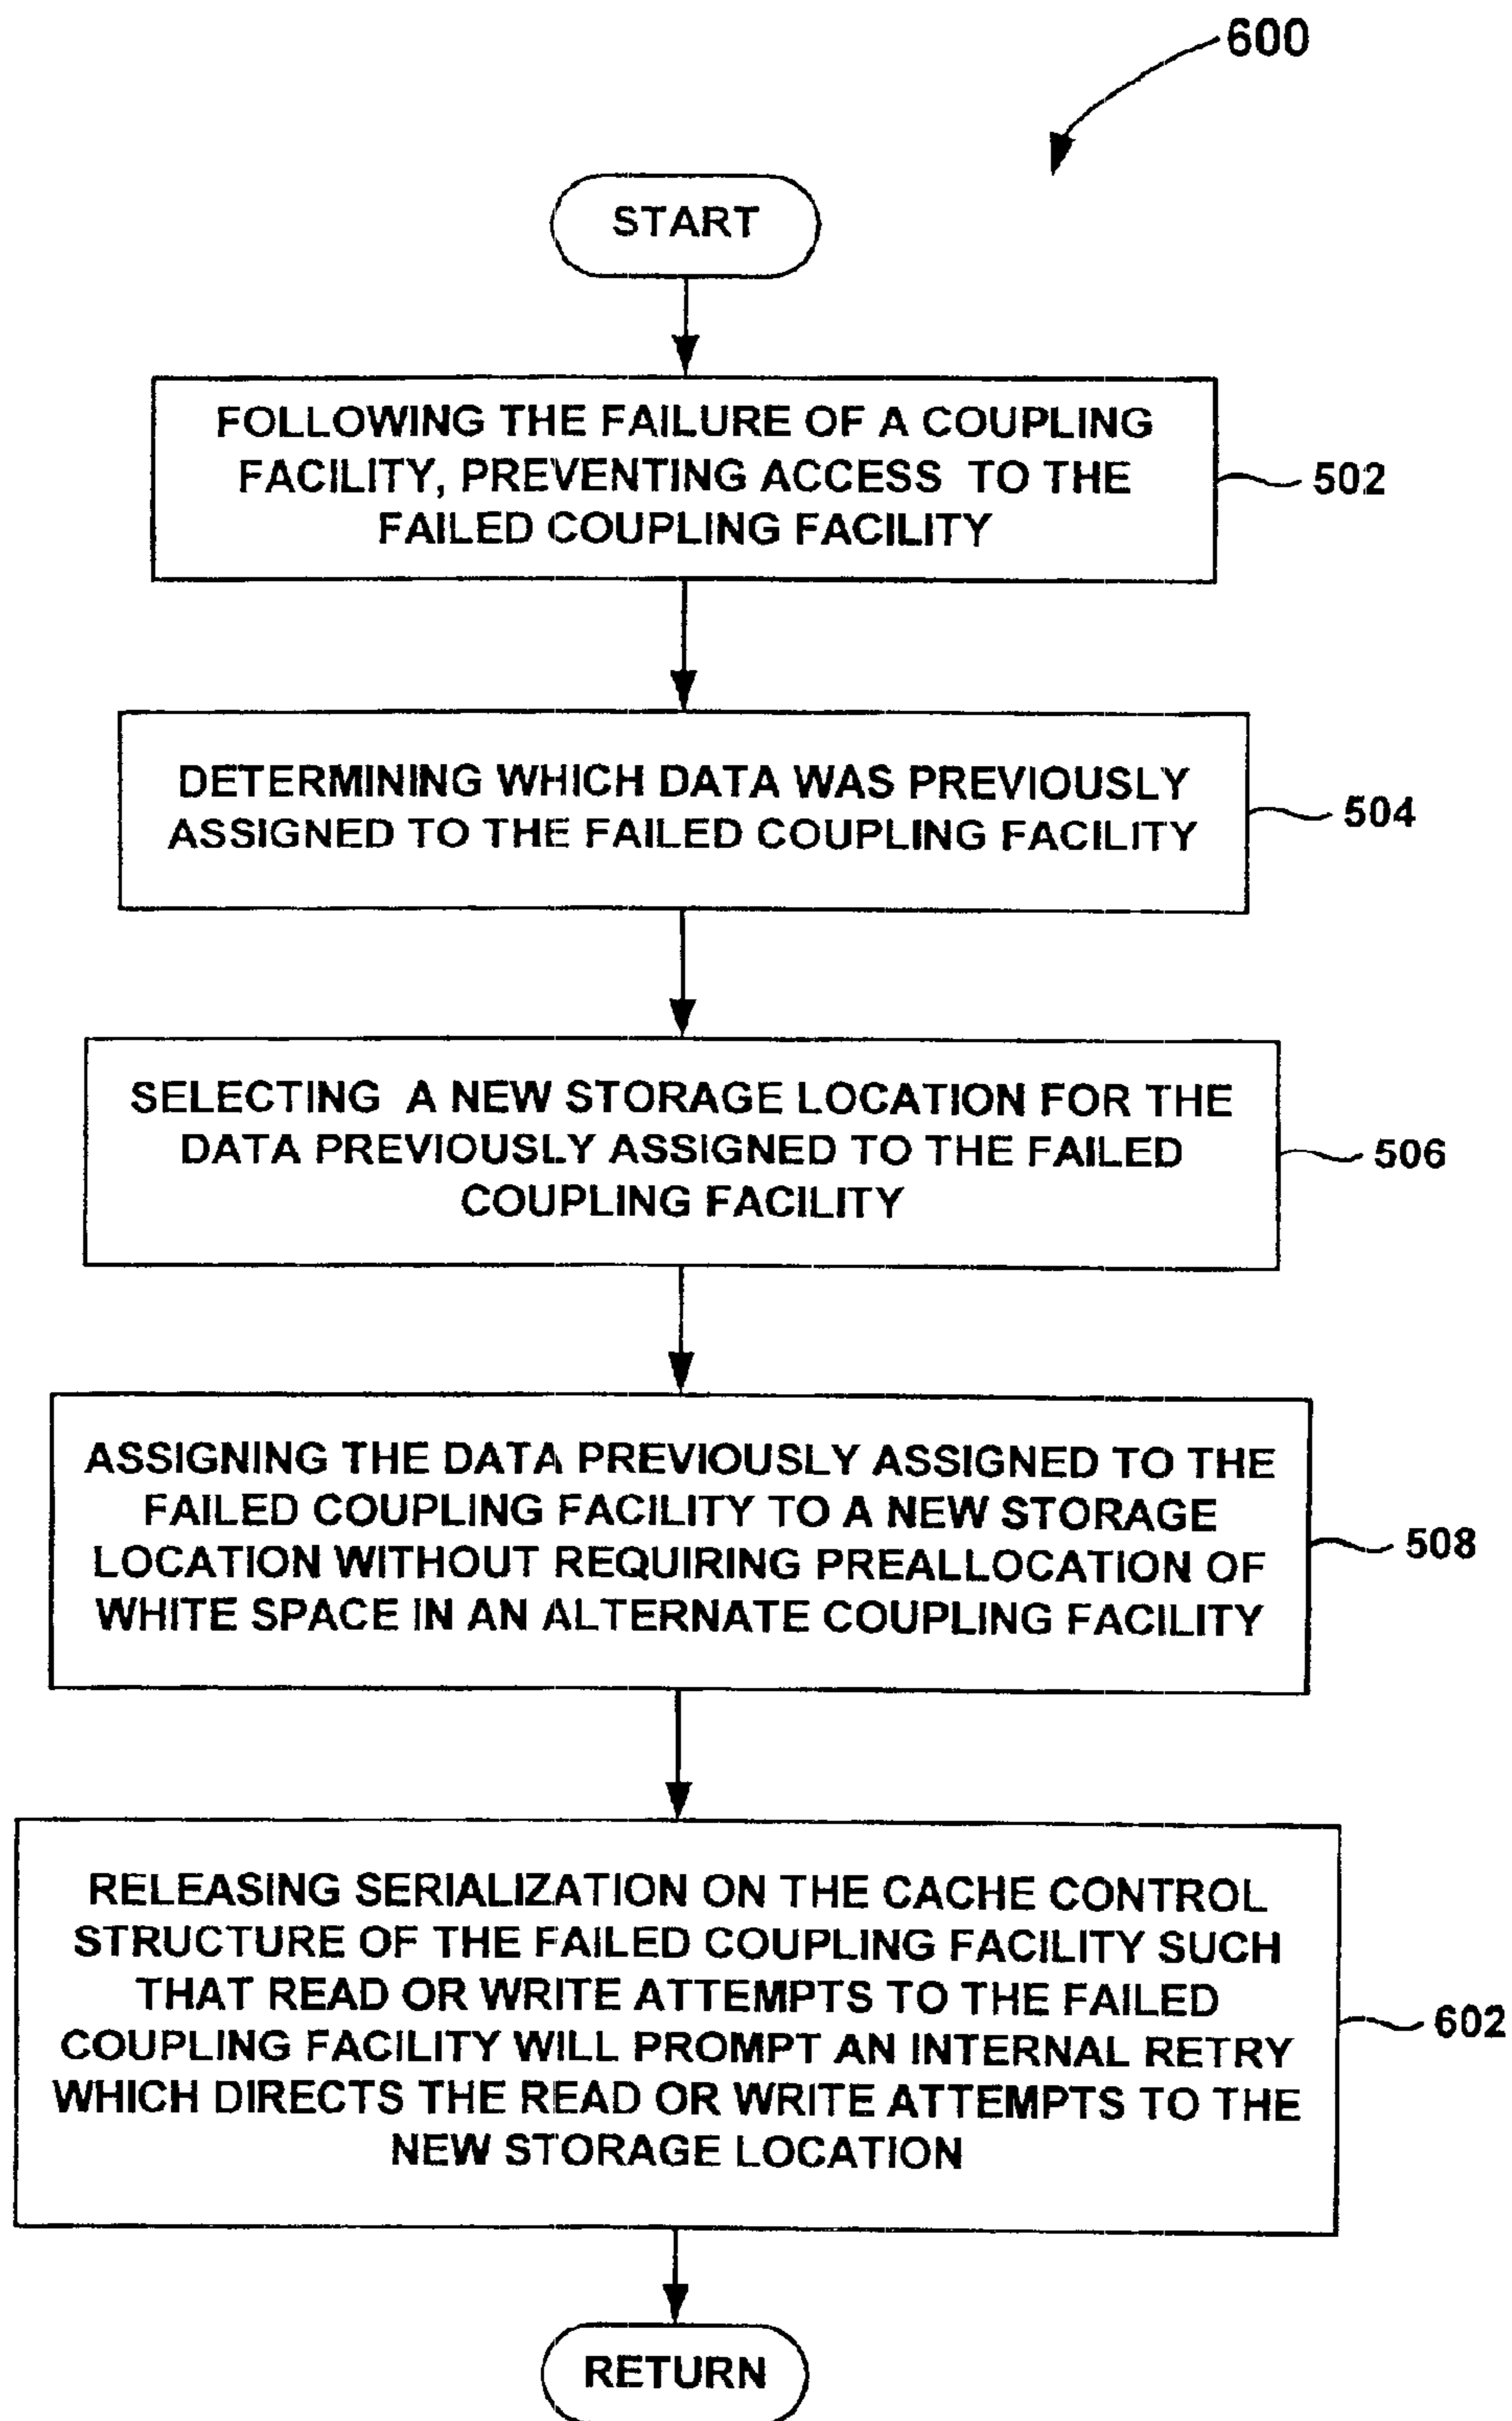 600
START
FOLLOWING THE FAILURE OF A COUPLING
FACILITY, PREVENTING ACCESS TO THE
FAILED COUPLING FACILITY
502
DETERMINING WHICH DATA WAS PREVIOUSLY
ASSIGNED TO THE FAILED COUPLING FACILITY
504
SELECTING A NEW STORAGE LOCATION FOR THE
DATA PREVIOUSLY ASSIGNED TO THE FAILED
COUPLING FACILITY
506
ASSIGNING THE DATA PREVIOUSLY ASSIGNED TO THE
FAILED COUPLING FACILITY TO A NEW STORAGE
LOCATION WITHOUT REQUIRING PREALLOCATION OF
WHITE SPACE IN AN ALTERNATE COUPLING FACILITY
508
RELEASING SERIALIZATION ON THE CACHE CONTROL
STRUCTURE OF THE FAILED COUPLING FACILITY SUCH
THAT READ OR WRITE ATTEMPTS TO THE FAILED
COUPLING FACILITY WILL PROMPT AN INTERNAL RETRY
WHICH DIRECTS THE READ OR WRITE ATTEMPTS TO THE
NEW STORAGE LOCATION
602
RETURN